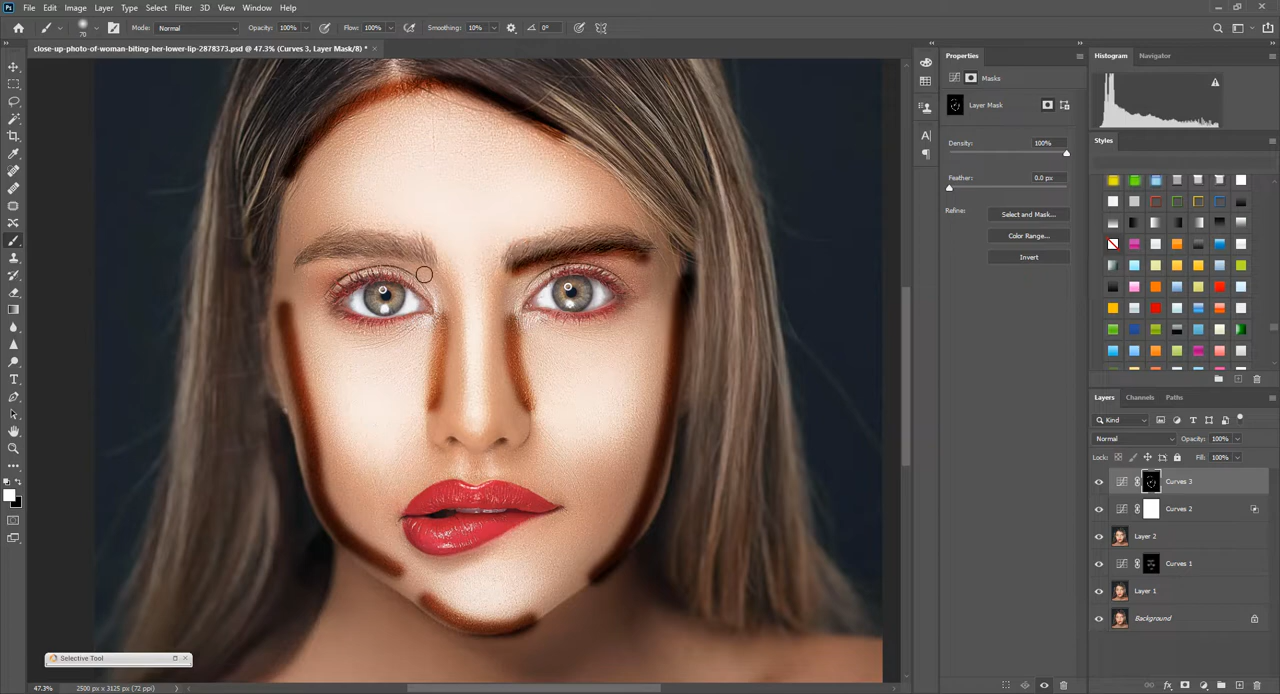 Ps File Edit Image Layer Type Select Filter 3D View Window Help
70 Mode: Normal Opacity: 100% Flow: 100% Smoothing: 10% 0°
close-up-photo-of-woman-biting-her-lower-lip-2878373.psd @ 47.3% (Curves 3, Layer Mask/8) * ×
Properties
Masks
Layer Mask
Density: 100%
Feather: 0.0 px
Refine: Select and Mask...
Color Range...
Invert
Histogram Navigator
Styles
Layers Channels Paths
Kind
Normal Opacity: 100%
Lock: Fill: 100%
Curves 3
Curves 2
Layer 2
Curves 1
Layer 1
Background
Selective Tool
47.3% 2500 px x 3125 px (72 ppi)